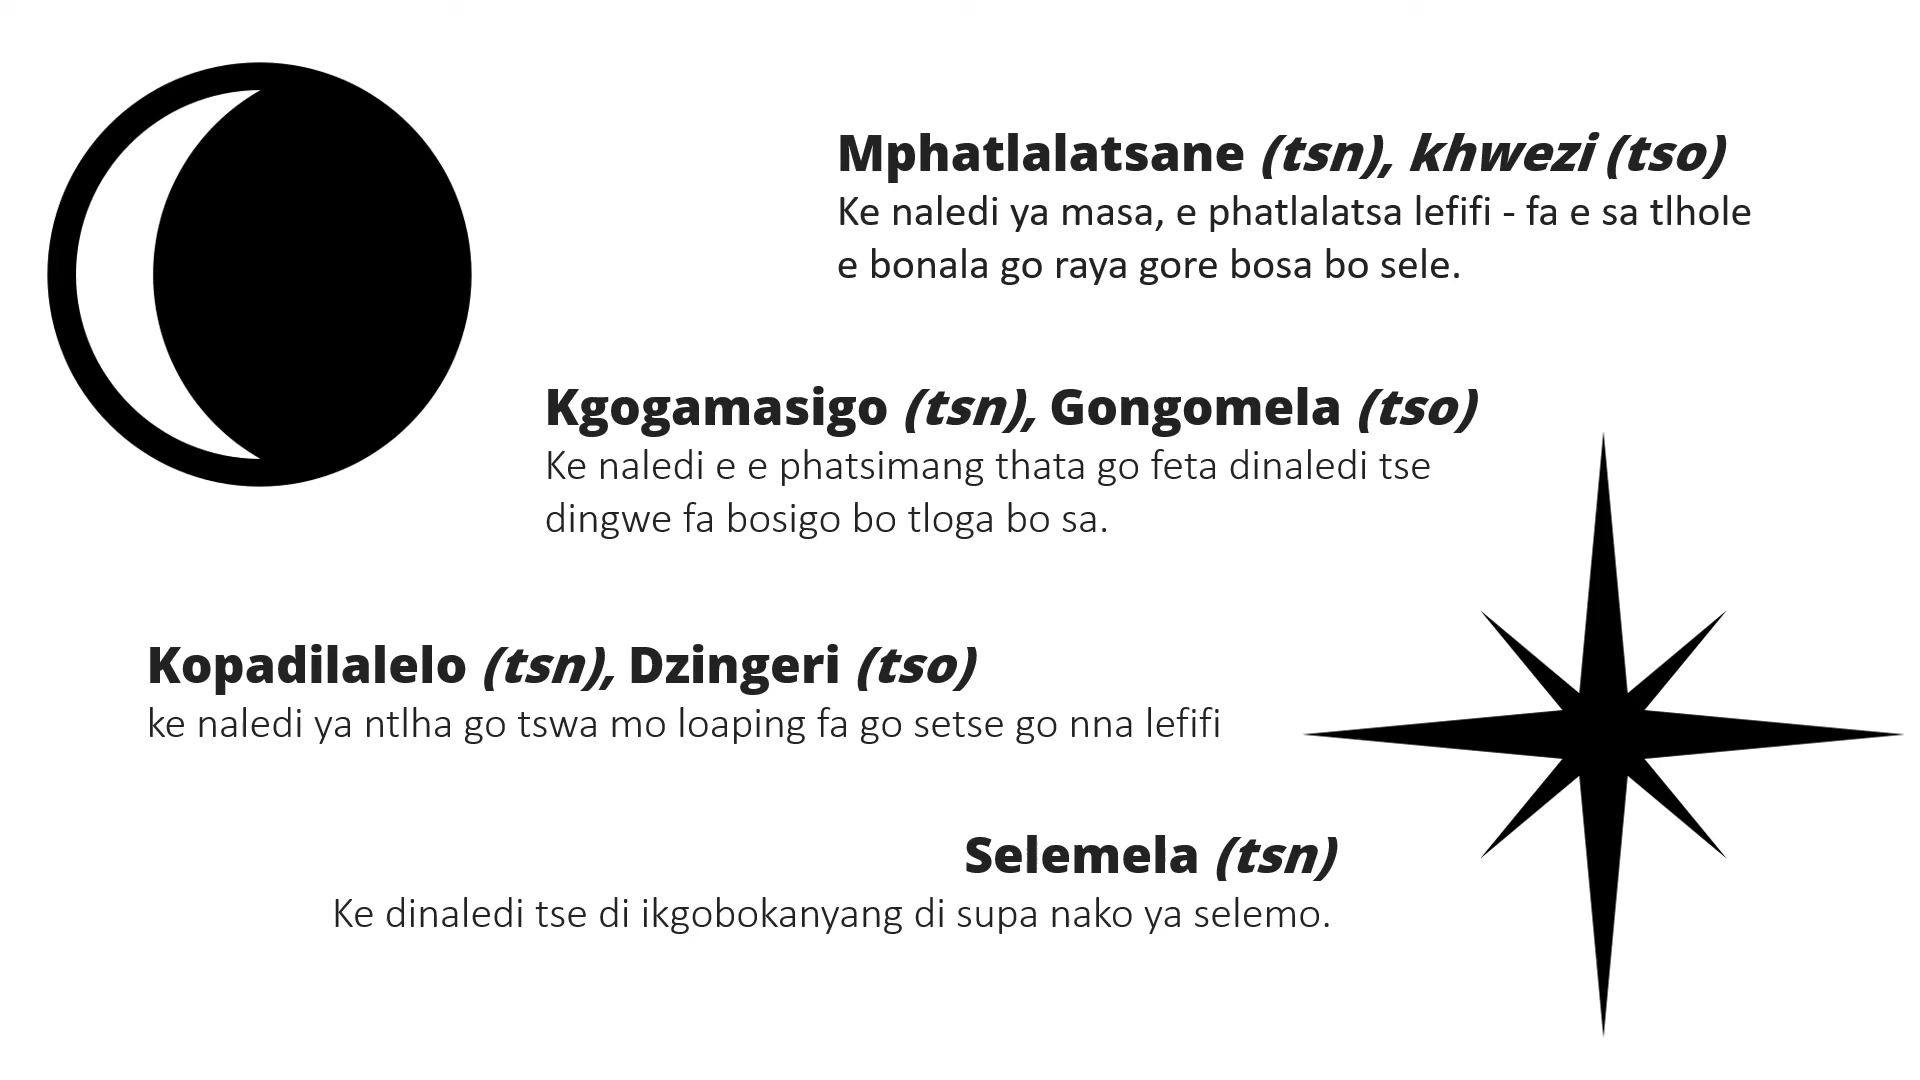 Mphatlalatsane (tsn), khwezi (tso)
Ke naledi ya masa, e phatlalatsa lefifi - fa e sa tlhole
e bonala go raya gore bosa bo sele.
Kgogamasigo (tsn), Gongomela (tso)
Ke naledi e e phatsimang thata go feta dinaledi tse
dingwe fa bosigo bo tloga bo sa.
Kopadilalelo (tsn), Dzingeri (tso)
ke naledi ya ntlha go tswa mo loaping fa go setse go nna lefifi
Selemela (tsn)
Ke dinaledi tse di ikgobokanyang di supa nako ya selemo.